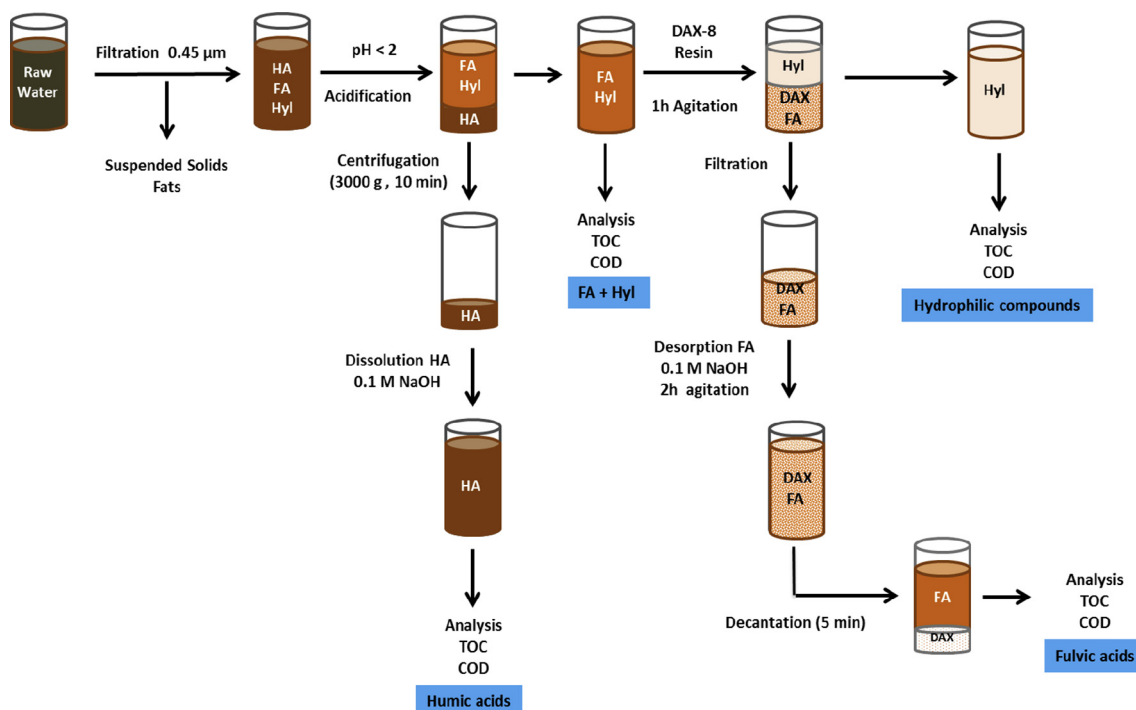 Raw
Water
Filtration 0.45 µm
Suspended Solids
Fats
HA
FA
Hyl
pH < 2
Acidification
FA
Hyl
HA
Centrifugation
(3000 g , 10 min)
HA
Dissolution HA
0.1 M NaOH
HA
Analysis
TOC
COD
Humic acids
FA
Hyl
Analysis
TOC
COD
FA + Hyl
DAX-8
Resin
1h Agitation
Hyl
DAX
FA
Filtration
DAX
FA
Desorption FA
0.1 M NaOH
2h agitation
DAX
FA
Decantation (5 min)
FA
DAX
Analysis
TOC
COD
Fulvic acids
Hyl
Analysis
TOC
COD
Hydrophilic compounds